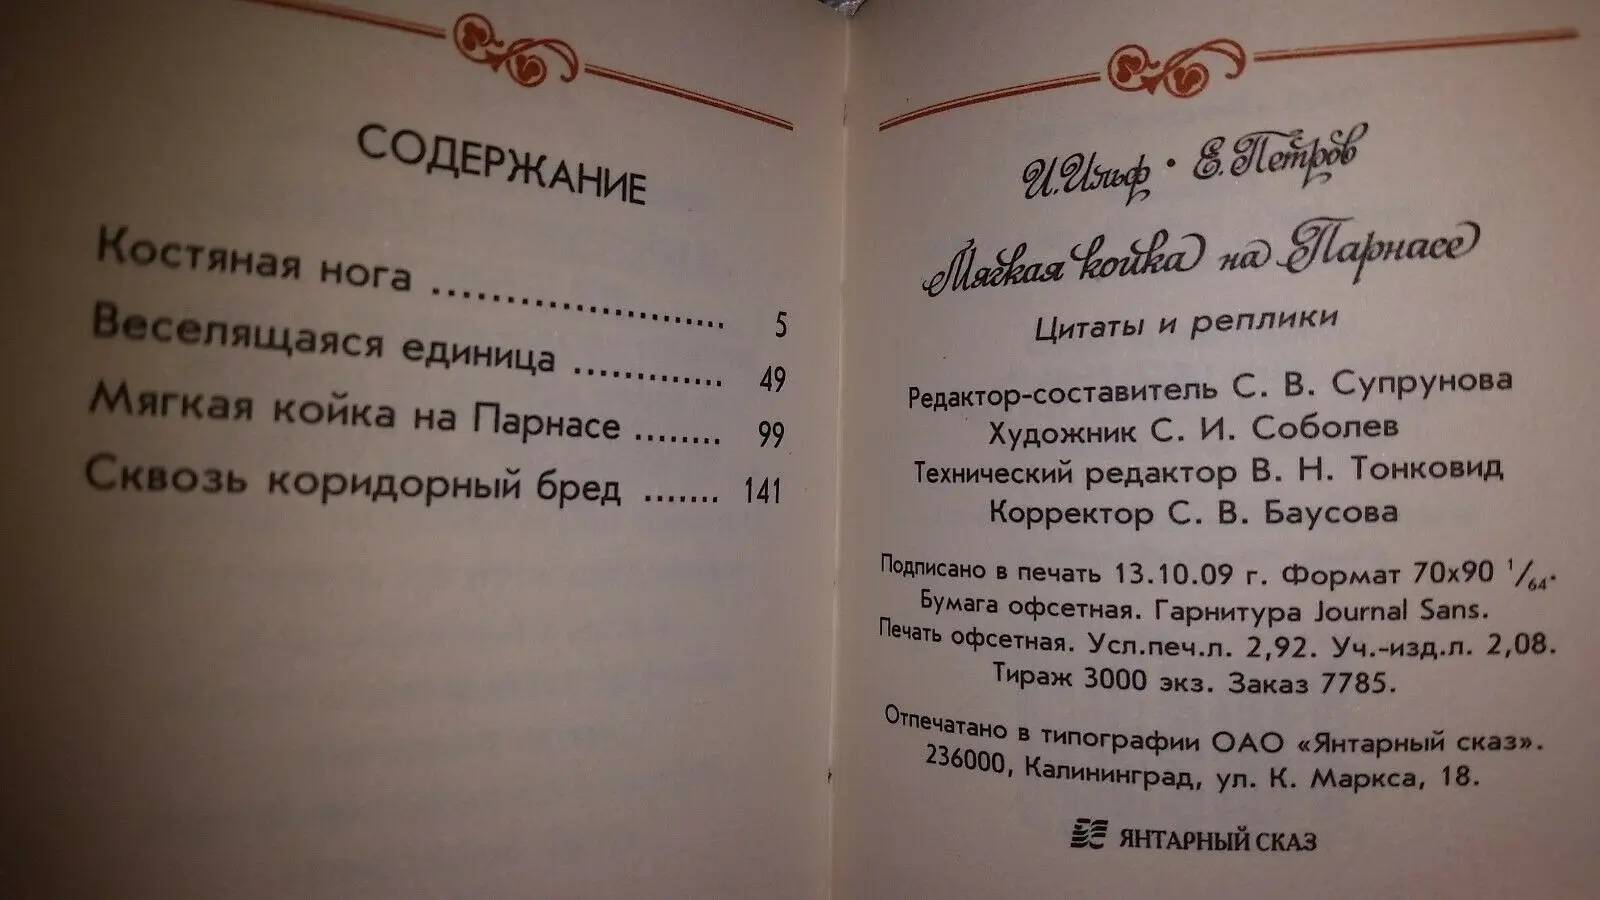 СОДЕРЖАНИЕ
Костяная нога ........................ 5
Веселящаяся единица ............. 49
Мягкая койка на Парнасе ........ 99
Сквозь коридорный бред ....... 141
И. Ильф · Е. Петров
Мягкая койка на Парнасе
Цитаты и реплики
Редактор-составитель С. В. Супрунова
Художник С. И. Соболев
Технический редактор В. Н. Тонковид
Корректор С. В. Баусова
Подписано в печать 13.10.09 г. Формат 70х90 1/64.
Бумага офсетная. Гарнитура Journal Sans.
Печать офсетная. Усл.печ.л. 2,92. Уч.-изд.л. 2,08.
Тираж 3000 экз. Заказ 7785.
Отпечатано в типографии ОАО «Янтарный сказ».
236000, Калининград, ул. К. Маркса, 18.
ЯНТАРНЫЙ СКАЗ